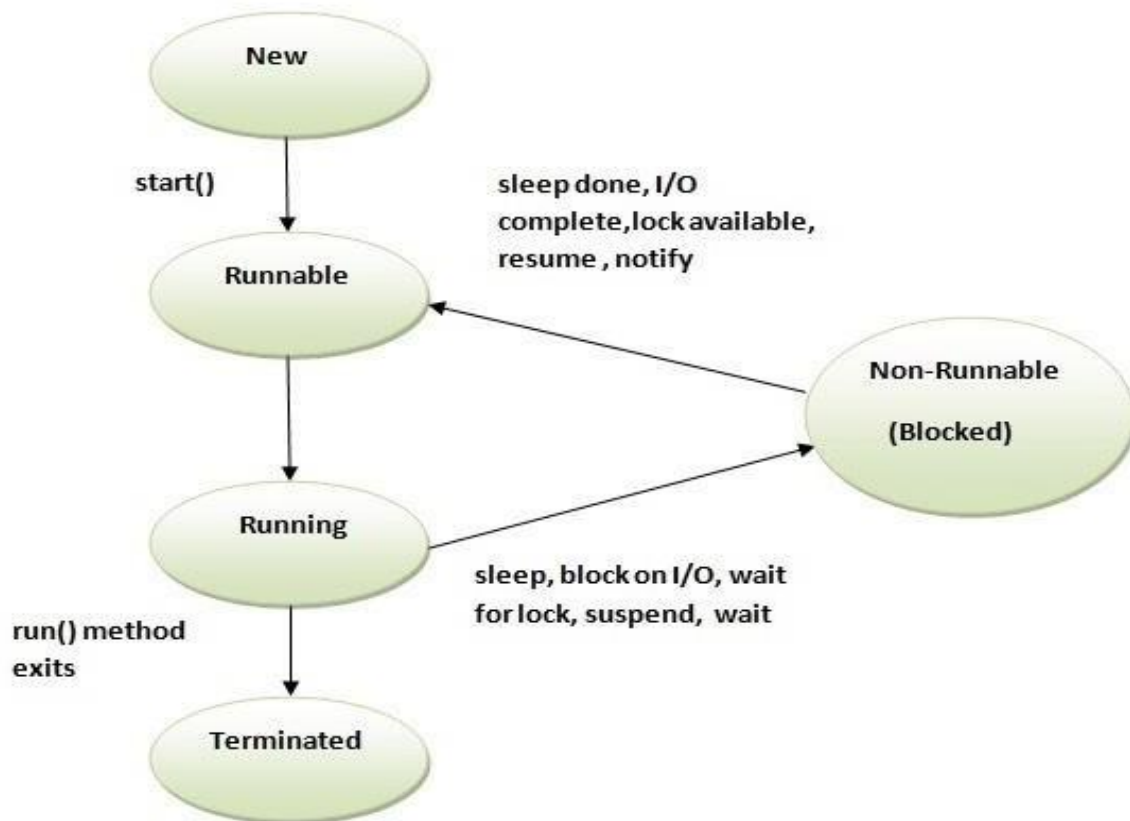 New
start()
sleep done, I/O
complete,lock available,
resume , notify
Runnable
Non-Runnable
(Blocked)
Running
sleep, block on I/O, wait
for lock, suspend, wait
run() method
exits
Terminated